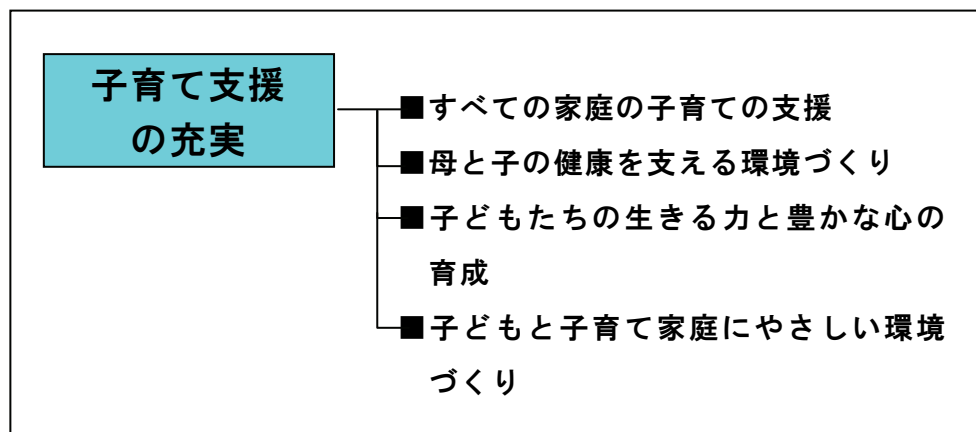 子育て支援
の充実
■すべての家庭の子育ての支援
■母と子の健康を支える環境づくり
■子どもたちの生きる力と豊かな心の
育成
■子どもと子育て家庭にやさしい環境
づくり